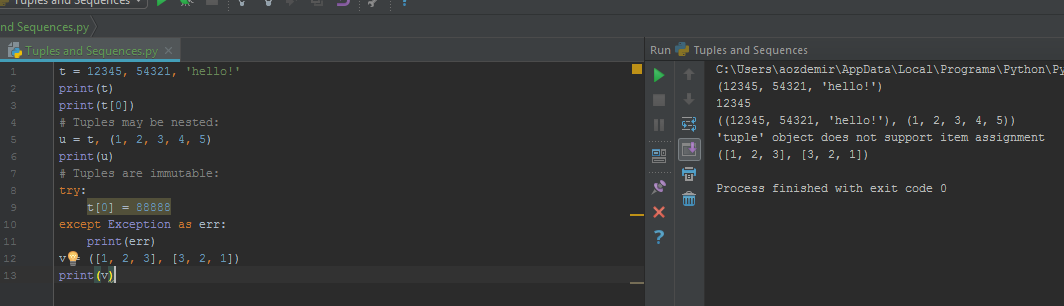 Tuples and Sequences
nd Sequences.py
Tuples and Sequences.py
1 t = 12345, 54321, 'hello!'
2 print(t)
3 print(t[0])
4 # Tuples may be nested:
5 u = t, (1, 2, 3, 4, 5)
6 print(u)
7 # Tuples are immutable:
8 try:
9 t[0] = 88888
10 except Exception as err:
11 print(err)
12 v = ([1, 2, 3], [3, 2, 1])
13 print(v)
Run Tuples and Sequences
C:\Users\aozdemir\AppData\Local\Programs\Python\Py
(12345, 54321, 'hello!')
12345
((12345, 54321, 'hello!'), (1, 2, 3, 4, 5))
'tuple' object does not support item assignment
([1, 2, 3], [3, 2, 1])
Process finished with exit code 0